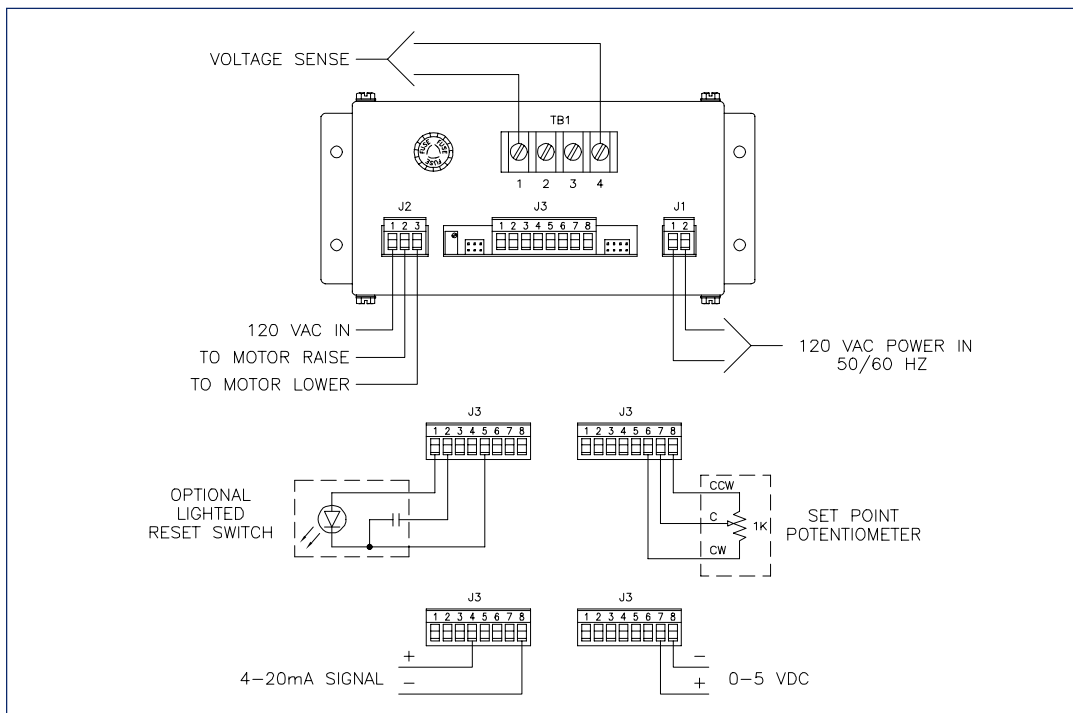 VOLTAGE SENSE
TB1
FUSE FUSE FUSE
1 2 3 4
J2
J3
J1
1 2 3
1 2 3 4 5 6 7 8
1 2
120 VAC IN
TO MOTOR RAISE
TO MOTOR LOWER
120 VAC POWER IN
50/60 HZ
J3
1 2 3 4 5 6 7 8
OPTIONAL
LIGHTED
RESET SWITCH
J3
1 2 3 4 5 6 7 8
CCW
C
1K
CW
SET POINT
POTENTIOMETER
J3
1 2 3 4 5 6 7 8
+
4-20mA SIGNAL
-
J3
1 2 3 4 5 6 7 8
-
0-5 VDC
+